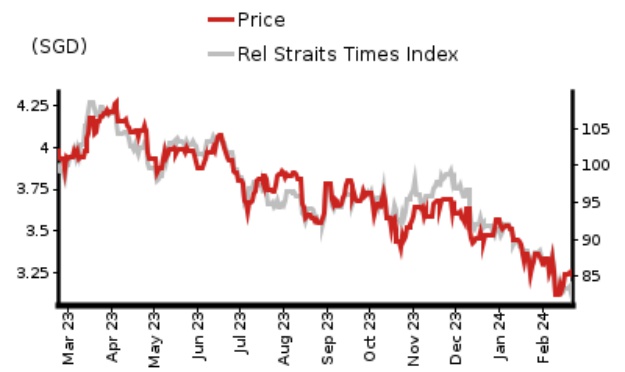 Price
(SGD)
Rel Straits Times Index
4.25
4
3.75
3.5
3.25
105
100
95
90
85
Mar 23
Apr 23
May 23
Jun 23
Jul 23
Aug 23
Sep 23
Oct 23
Nov 23
Dec 23
Jan 24
Feb 24